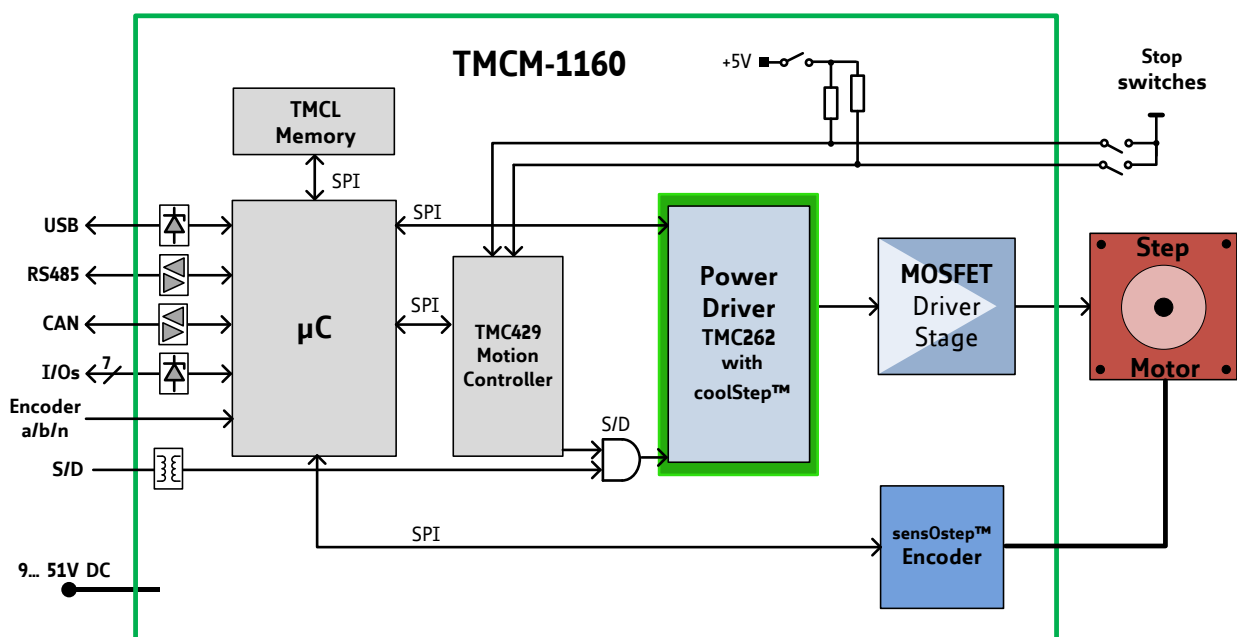 TMCM-1160
+5V
Stop
switches
TMCL
Memory
SPI
USB
RS485
CAN
7
I/Os
Encoder
a/b/n
S/D
9... 51V DC
µC
SPI
SPI
TMC429
Motion
Controller
S/D
Power
Driver
TMC262
with
coolStep™
MOSFET
Driver
Stage
Step
Motor
SPI
sensOstep™
Encoder